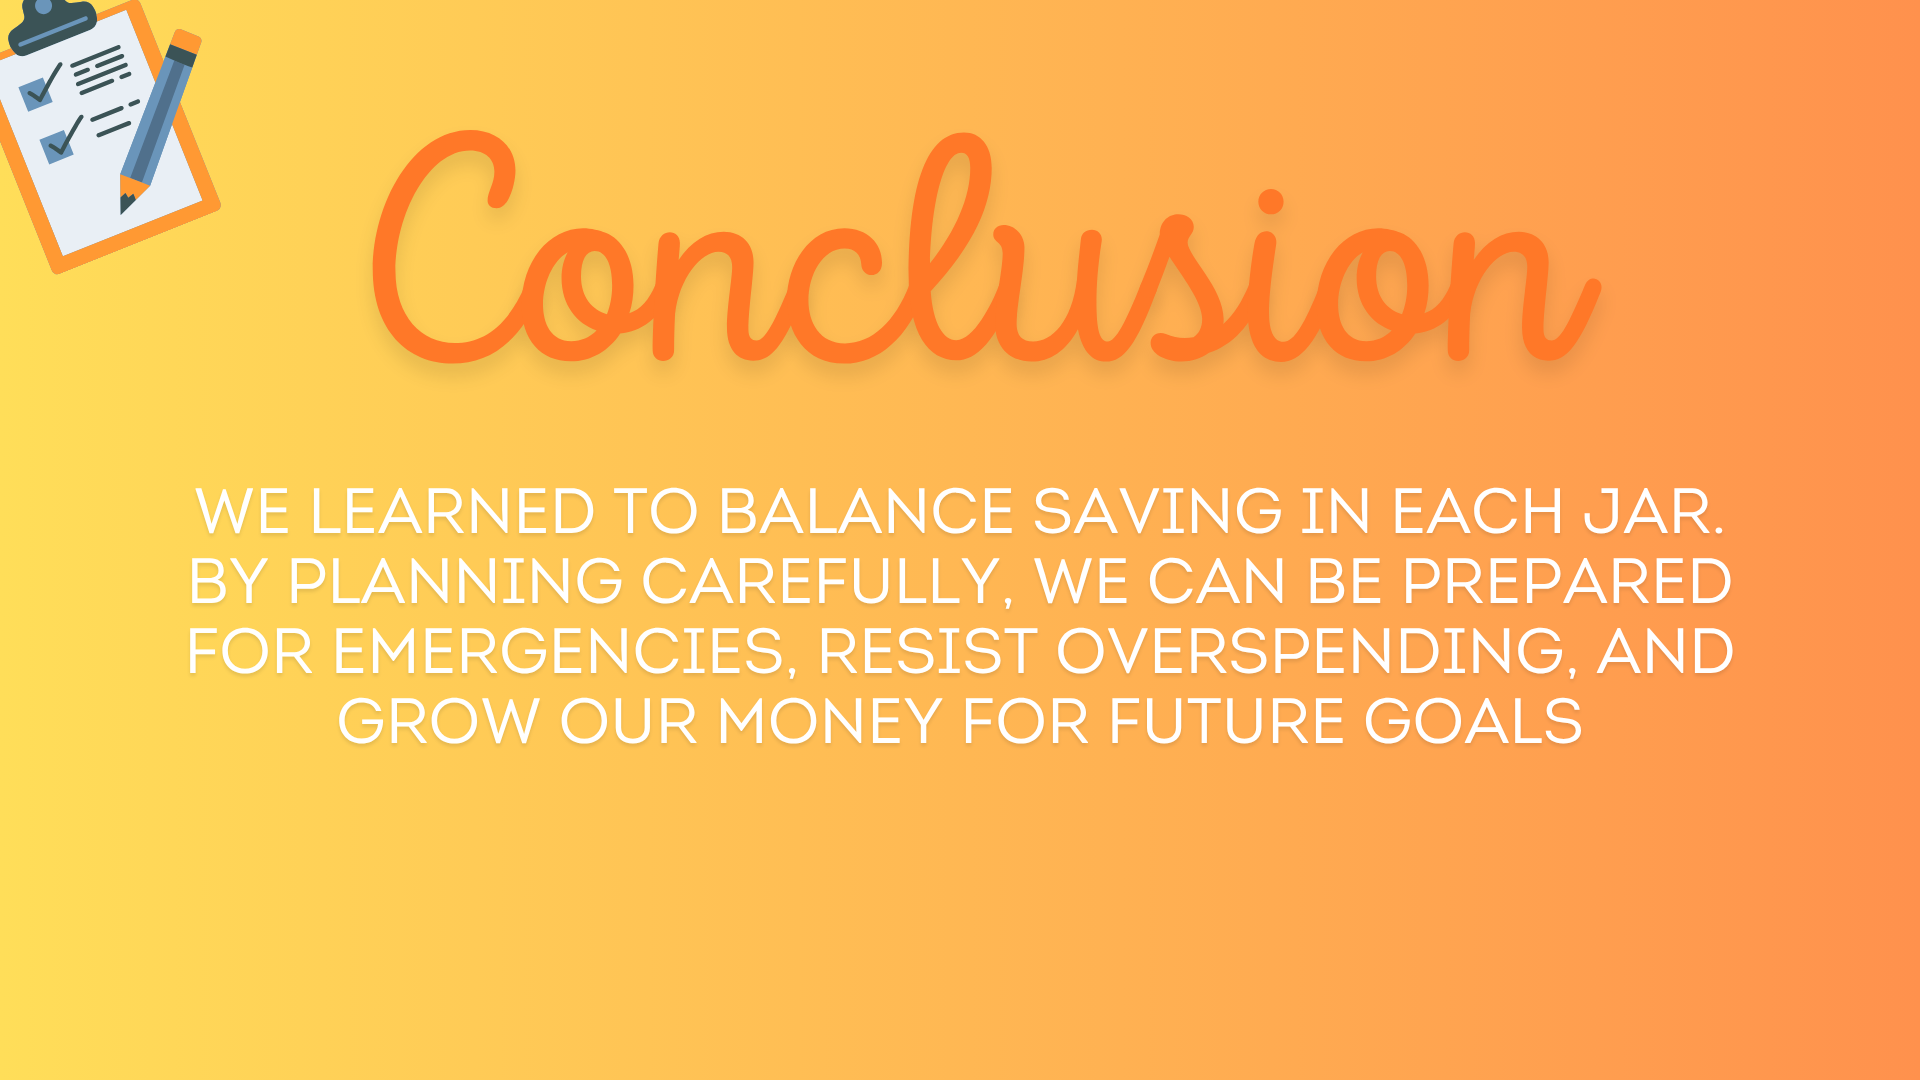 Conclusion
WE LEARNED TO BALANCE SAVING IN EACH JAR.
BY PLANNING CAREFULLY, WE CAN BE PREPARED
FOR EMERGENCIES, RESIST OVERSPENDING, AND
GROW OUR MONEY FOR FUTURE GOALS